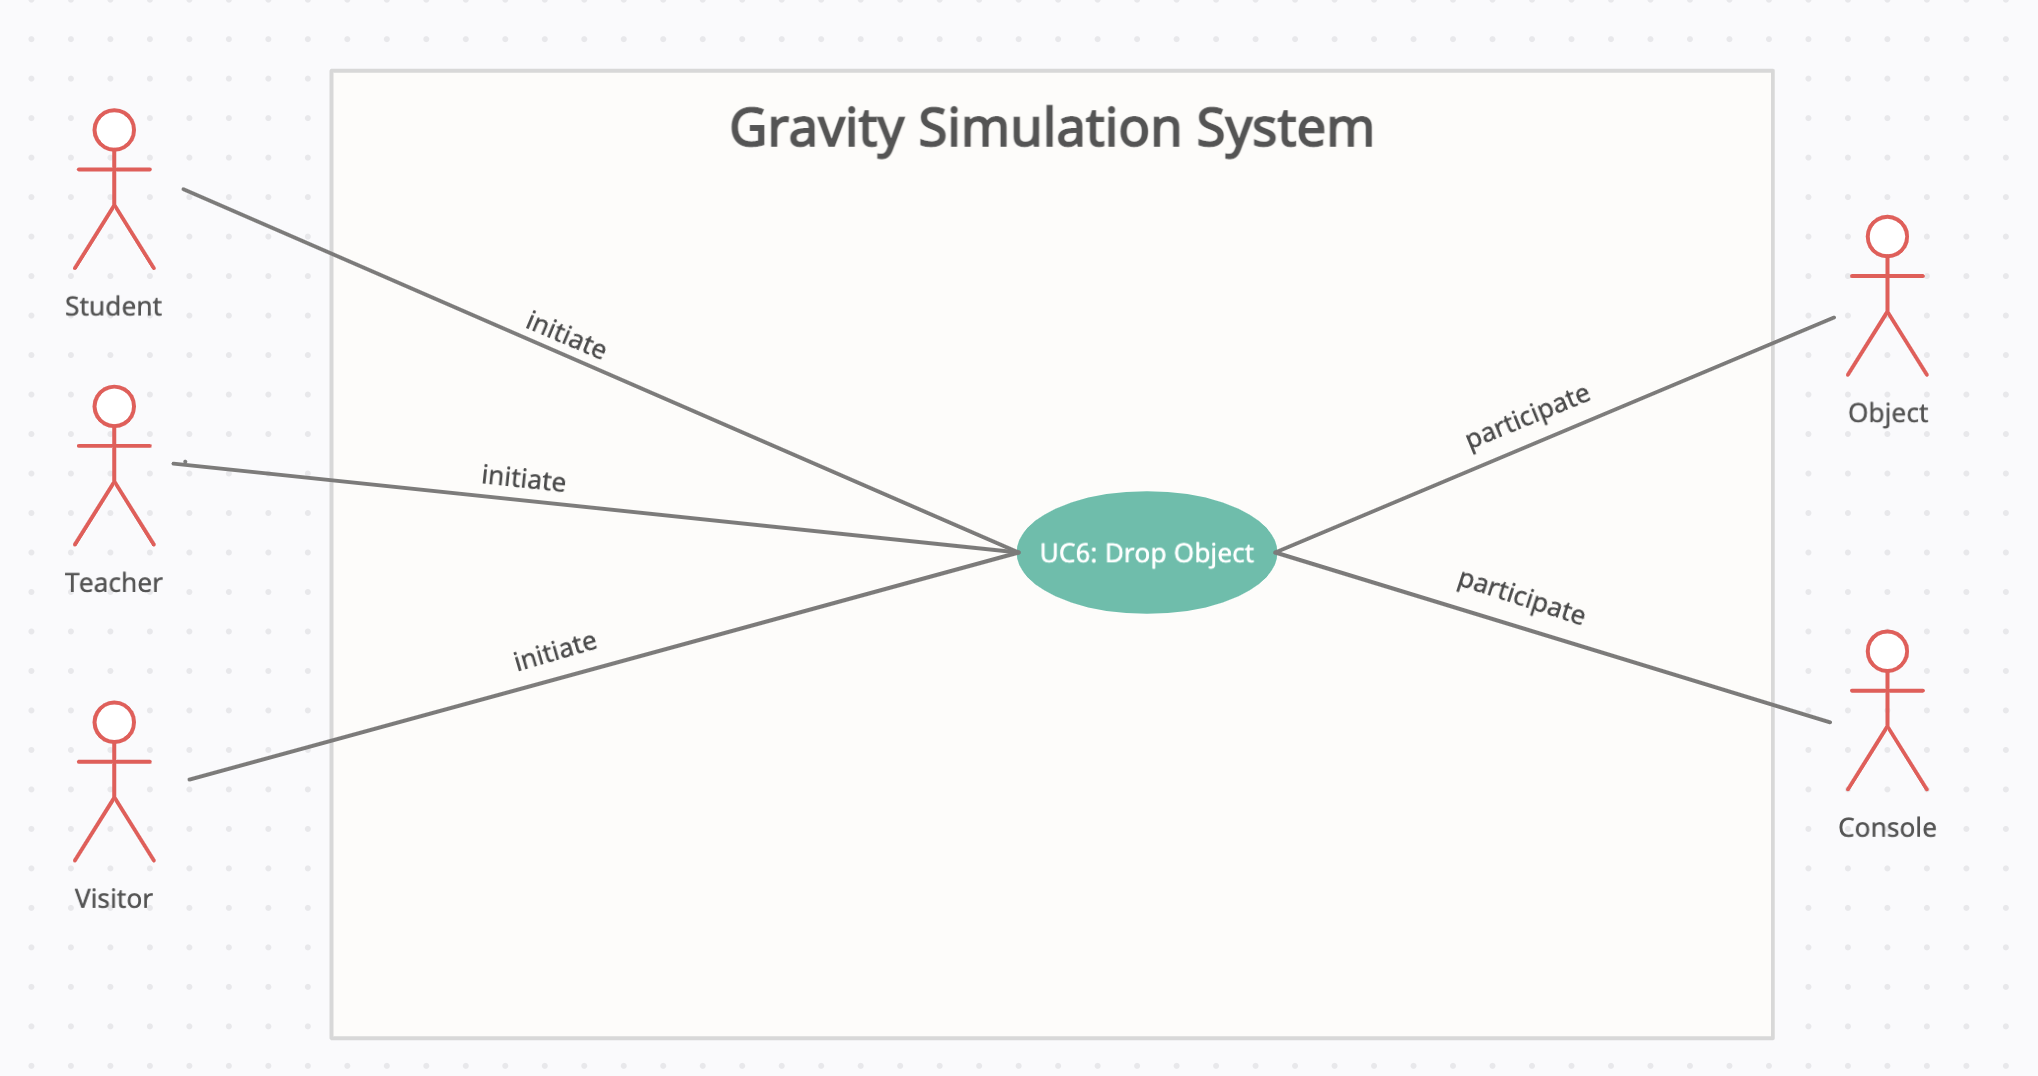 Gravity Simulation System
Student
initiate
Object
participate
Teacher
initiate
UC6: Drop Object
participate
initiate
Visitor
Console